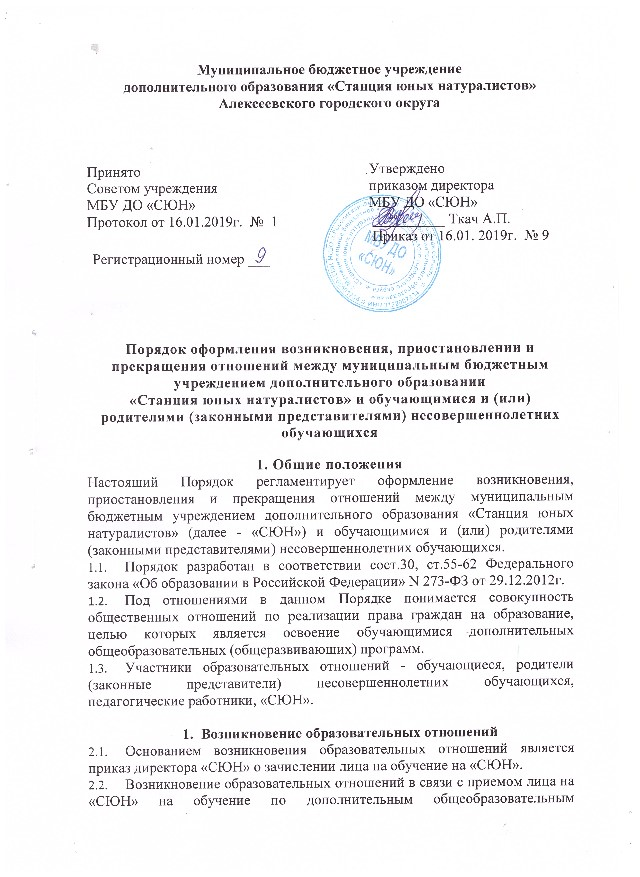 Муниципальное бюджетное учреждение
дополнительного образования «Станция юных натуралистов»
Алексеевского городского округа
Принято
Советом учреждения
МБУ ДО «СЮН»
Протокол от 16.01.2019г. № 1
Регистрационный номер 9
Утверждено
приказом директора
МБУ ДО «СЮН»
Ткач А.П.
Приказ от 16.01. 2019г. № 9
МБУ ДО
«СЮН»
Порядок оформления возникновения, приостановлении и
прекращения отношений между муниципальным бюджетным
учреждением дополнительного образовании
«Станция юных натуралистов» и обучающимися и (или)
родителями (законными представителями) несовершеннолетних
обучающихся
1. Общие положения
Настоящий Порядок регламентирует оформление возникновения,
приостановления и прекращения отношений между муниципальным
бюджетным учреждением дополнительного образования «Станция юных
натуралистов» (далее - «СЮН») и обучающимися и (или) родителями
(законными представителями) несовершеннолетних обучающихся.
1.1. Порядок разработан в соответствии сост.30, ст.55-62 Федерального
закона «Об образовании в Российской Федерации» N 273-ФЗ от 29.12.2012г.
1.2. Под отношениями в данном Порядке понимается совокупность
общественных отношений по реализации права граждан на образование,
целью которых является освоение обучающимися дополнительных
общеобразовательных (общеразвивающих) программ.
1.3. Участники образовательных отношений - обучающиеся, родители
(законные представители) несовершеннолетних обучающихся,
педагогические работники, «СЮН».
1. Возникновение образовательных отношений
2.1. Основанием возникновения образовательных отношений является
приказ директора «СЮН» о зачислении лица на обучение на «СЮН».
2.2. Возникновение образовательных отношений в связи с приемом лица на
«СЮН» на обучение по дополнительным общеобразовательным